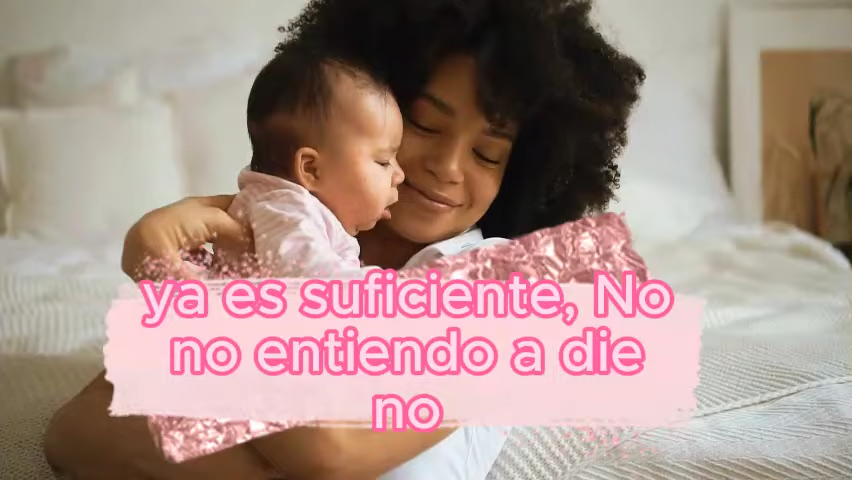 ya es suficiente, No
no entiendo a die
no